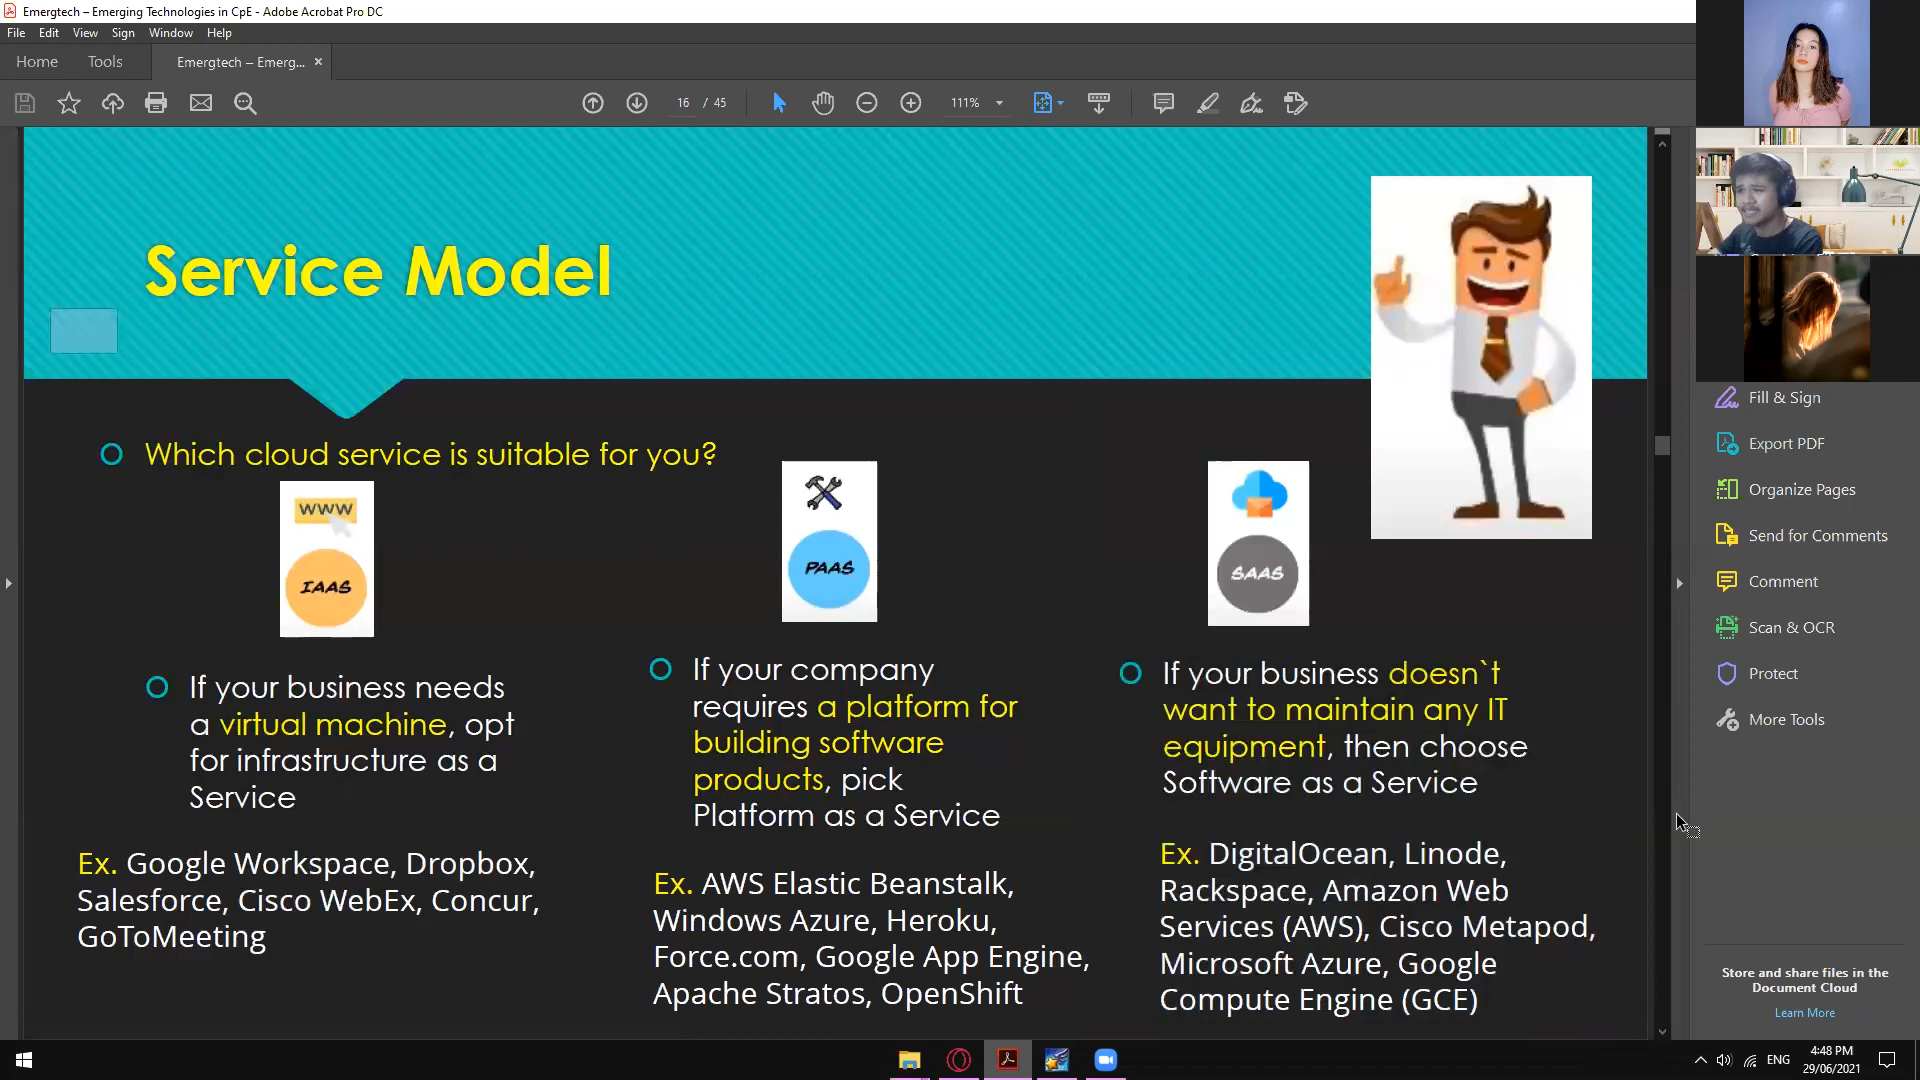 Emergtech – Emerging Technologies in CpE - Adobe Acrobat Pro DC
File Edit View Sign Window Help
Home Tools Emergtech – Emerg... ×
16 / 45 111%
Service Model
Which cloud service is suitable for you?
WWW
IAAS
PAAS
SAAS
If your business needs
a virtual machine, opt
for infrastructure as a
Service
Ex. Google Workspace, Dropbox,
Salesforce, Cisco WebEx, Concur,
GoToMeeting
If your company
requires a platform for
building software
products, pick
Platform as a Service
Ex. AWS Elastic Beanstalk,
Windows Azure, Heroku,
Force.com, Google App Engine,
Apache Stratos, OpenShift
If your business doesn`t
want to maintain any IT
equipment, then choose
Software as a Service
Ex. DigitalOcean, Linode,
Rackspace, Amazon Web
Services (AWS), Cisco Metapod,
Microsoft Azure, Google
Compute Engine (GCE)
Fill & Sign
Export PDF
Organize Pages
Send for Comments
Comment
Scan & OCR
Protect
More Tools
Store and share files in the
Document Cloud
Learn More
ENG
4:48 PM
29/06/2021